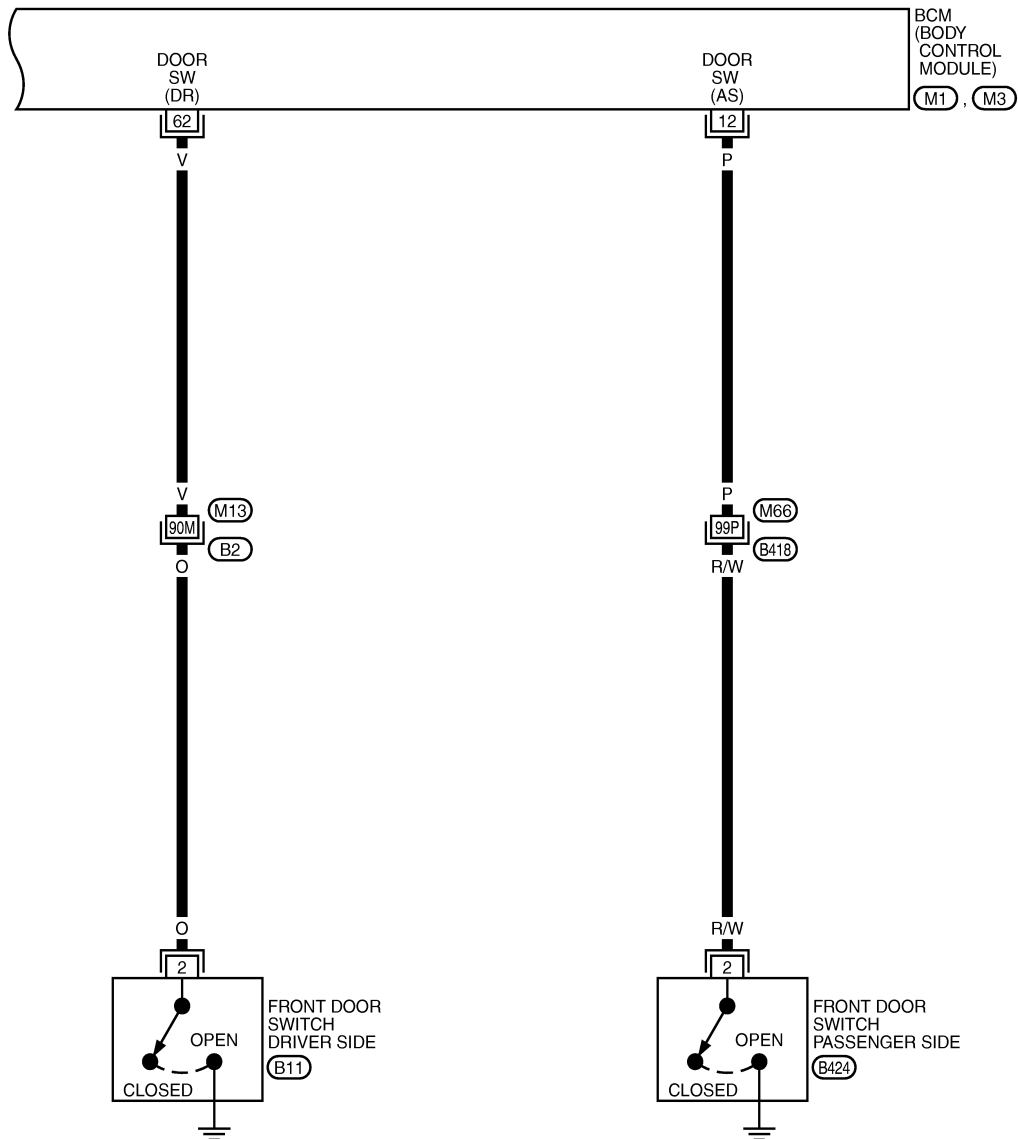 BCM
(BODY
CONTROL
MODULE)
M1 , M3
DOOR
SW
(DR)
DOOR
SW
(AS)
62
12
V
P
V
P
90M
M13
B2
99P
M66
B418
O
R/W
O
R/W
2
2
FRONT DOOR
SWITCH
DRIVER SIDE
B11
OPEN
CLOSED
FRONT DOOR
SWITCH
PASSENGER SIDE
B424
OPEN
CLOSED